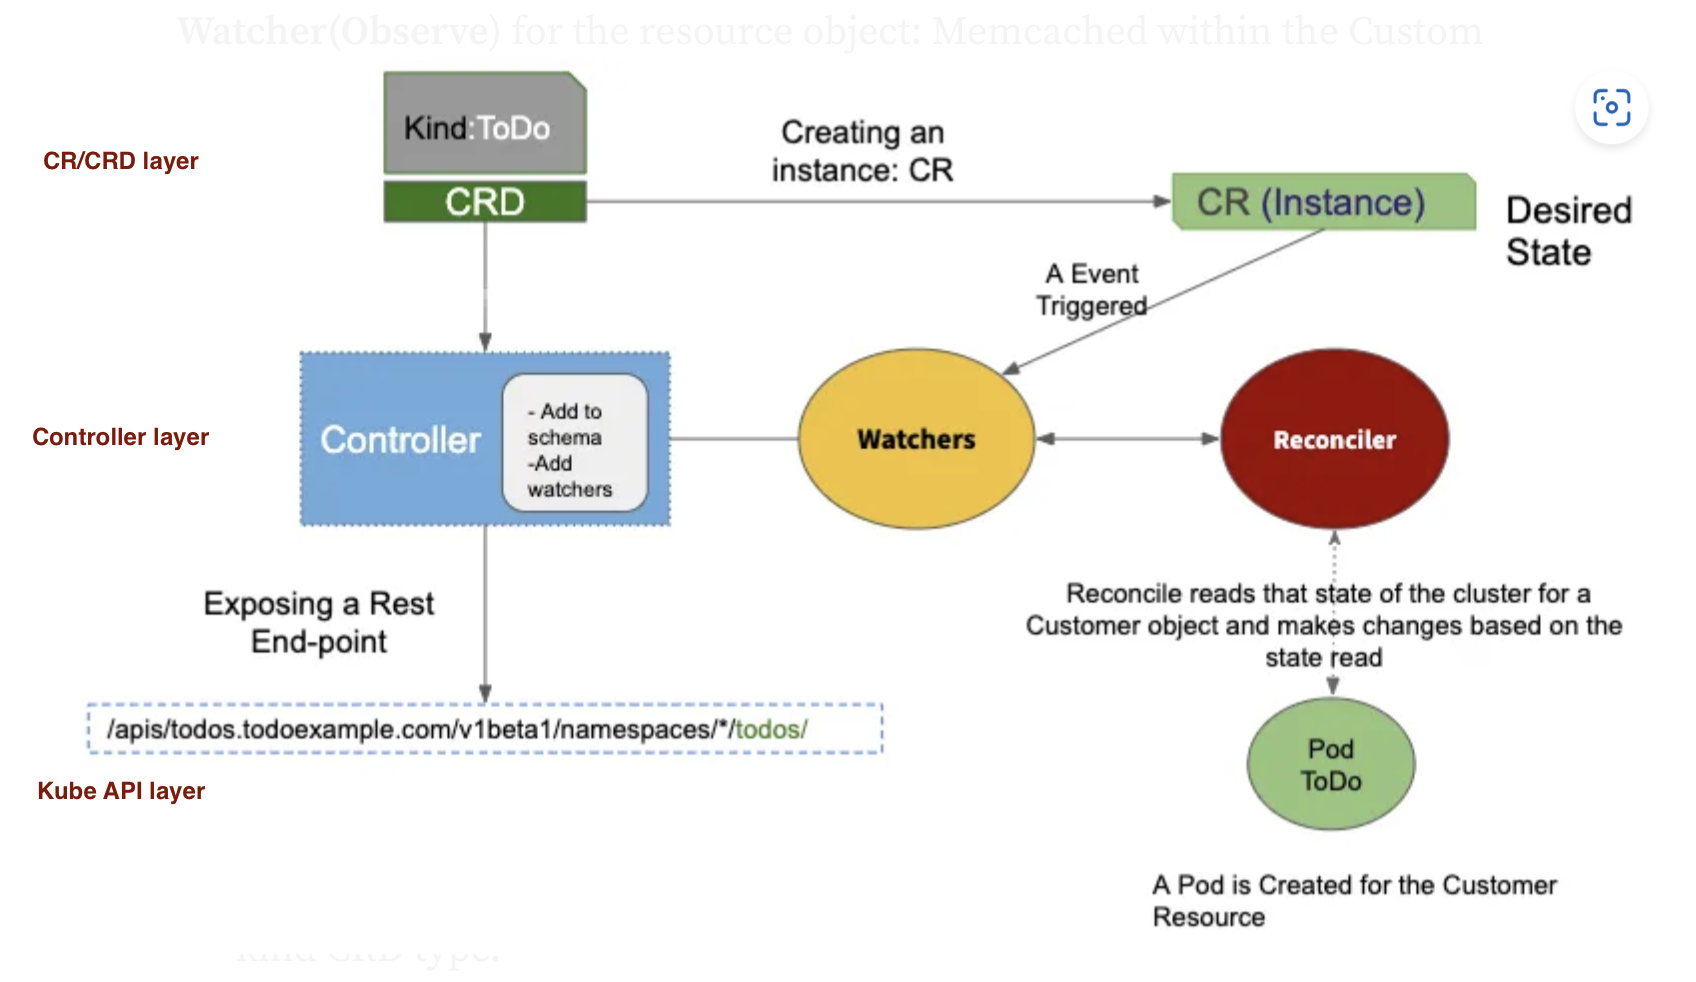 Watcher(Observe) for the resource object: Memcached within the Custom
Kind:ToDo
CRD
CR/CRD layer
Creating an
instance: CR
CR (Instance)
Desired
State
A Event
Triggered
Controller layer
Controller
- Add to
schema
-Add
watchers
Watchers
Reconciler
Exposing a Rest
End-point
Reconcile reads that state of the cluster for a
Customer object and makes changes based on the
state read
/apis/todos.todoexample.com/v1beta1/namespaces/*/todos/
Kube API layer
Pod
ToDo
A Pod is Created for the Customer
Resource
kind CRD type.